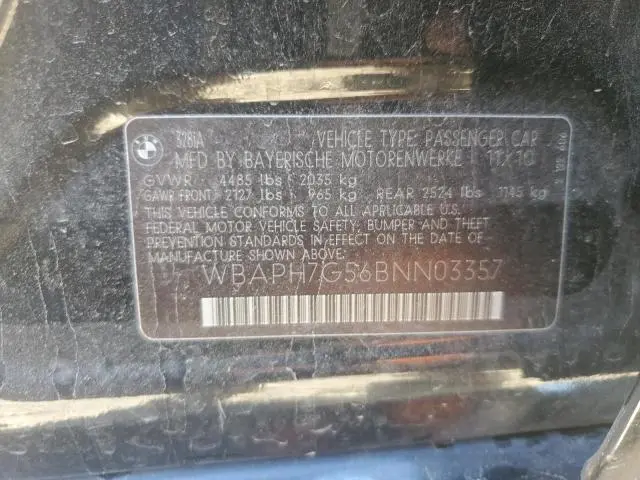 328iA VEHICLE TYPE: PASSENGER CAR
MFD BY BAYERISCHE MOTORENWERKE 11/10
GVWR 4485 lbs 2035 kg
GAWR FRONT 2127 lbs 965 kg REAR 2524 lbs 1145 kg
THIS VEHICLE CONFORMS TO ALL APPLICABLE U.S.
FEDERAL MOTOR VEHICLE SAFETY, BUMPER AND THEFT
PREVENTION STANDARDS IN EFFECT ON THE DATE OF
MANUFACTURE SHOWN ABOVE.
WBAPH7G56BNN03357